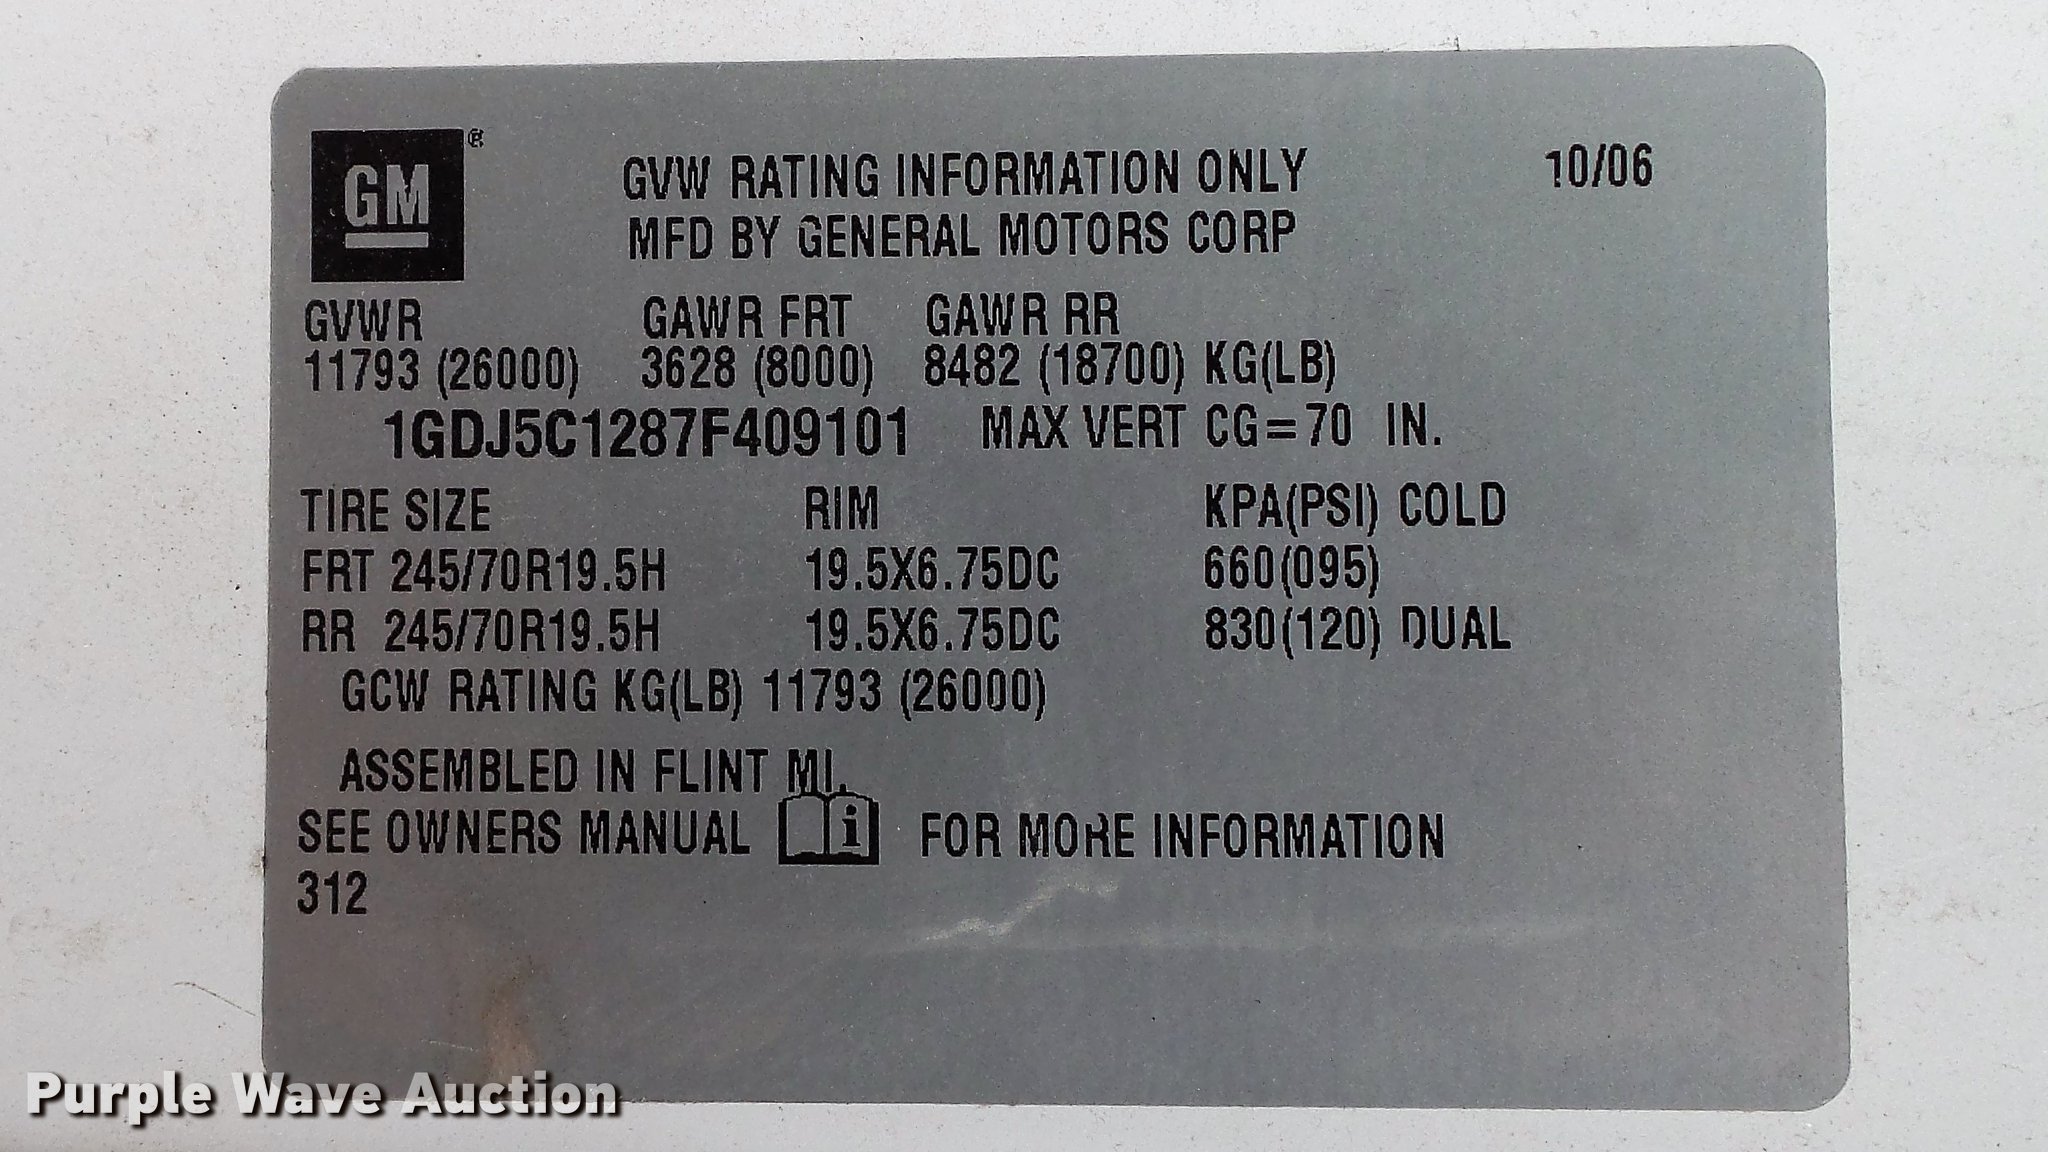 GM®
GVW RATING INFORMATION ONLY 10/06
MFD BY GENERAL MOTORS CORP
GVWR GAWR FRT GAWR RR
11793 (26000) 3628 (8000) 8482 (18700) KG(LB)
1GDJ5C1287F409101 MAX VERT CG=70 IN.
TIRE SIZE RIM KPA(PSI) COLD
FRT 245/70R19.5H 19.5X6.75DC 660(095)
RR 245/70R19.5H 19.5X6.75DC 830(120) DUAL
GCW RATING KG(LB) 11793 (26000)
ASSEMBLED IN FLINT MI.
SEE OWNERS MANUAL i FOR MORE INFORMATION
312
Purple Wave Auction